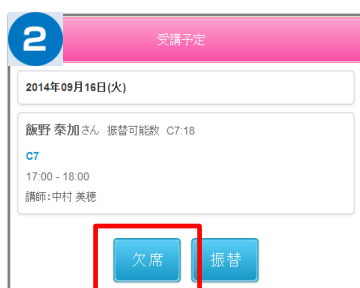 2
受講予定
2014年09月16日(火)
飯野 泰加さん 振替可能数 C7:18
C7
17:00 - 18:00
講師:中村 美穂
欠席 振替